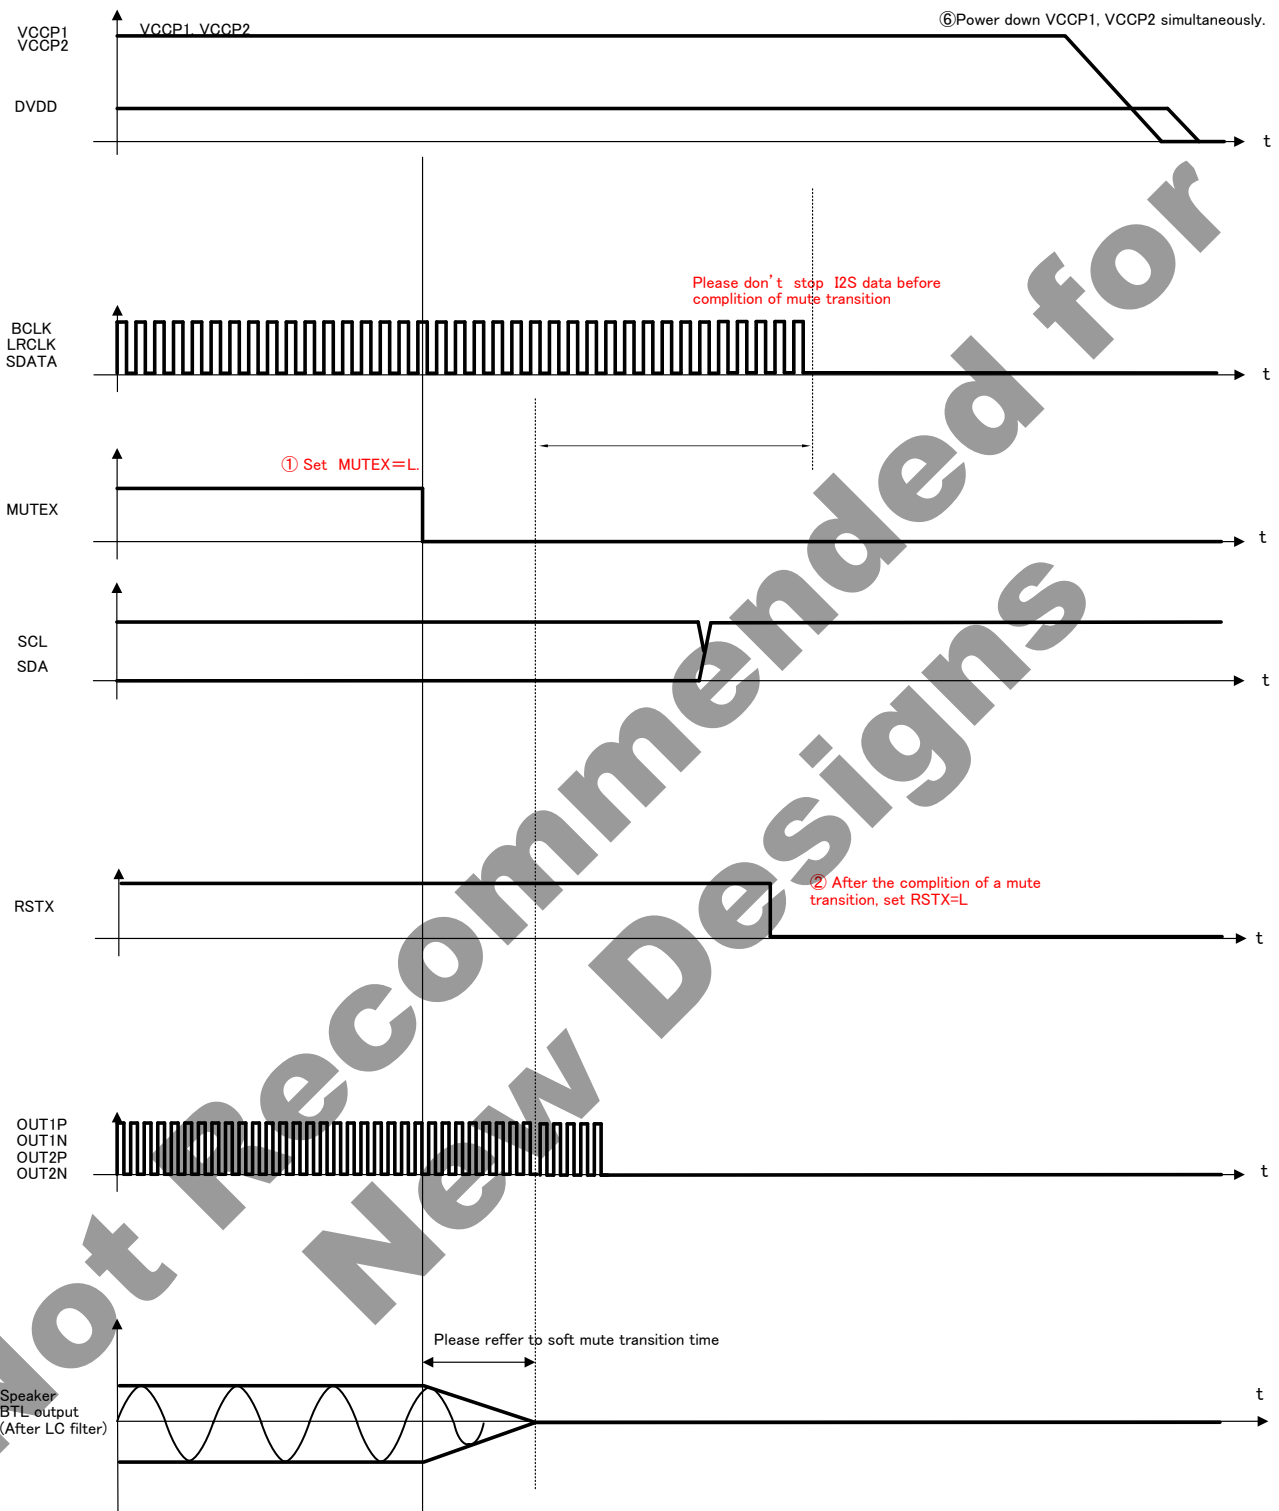 ⑥Power down VCCP1, VCCP2 simultaneously.
VCCP1
VCCP2
VCCP1, VCCP2
DVDD
t
Please don't stop I2S data before
complition of mute transition
BCLK
LRCLK
SDATA
t
① Set MUTEX=L.
MUTEX
t
SCL
SDA
t
② After the complition of a mute
transition, set RSTX=L
RSTX
t
OUT1P
OUT1N
OUT2P
OUT2N
t
Please reffer to soft mute transition time
Speaker
BTL output
(After LC filter)
t
Not Recommended for
New Designs